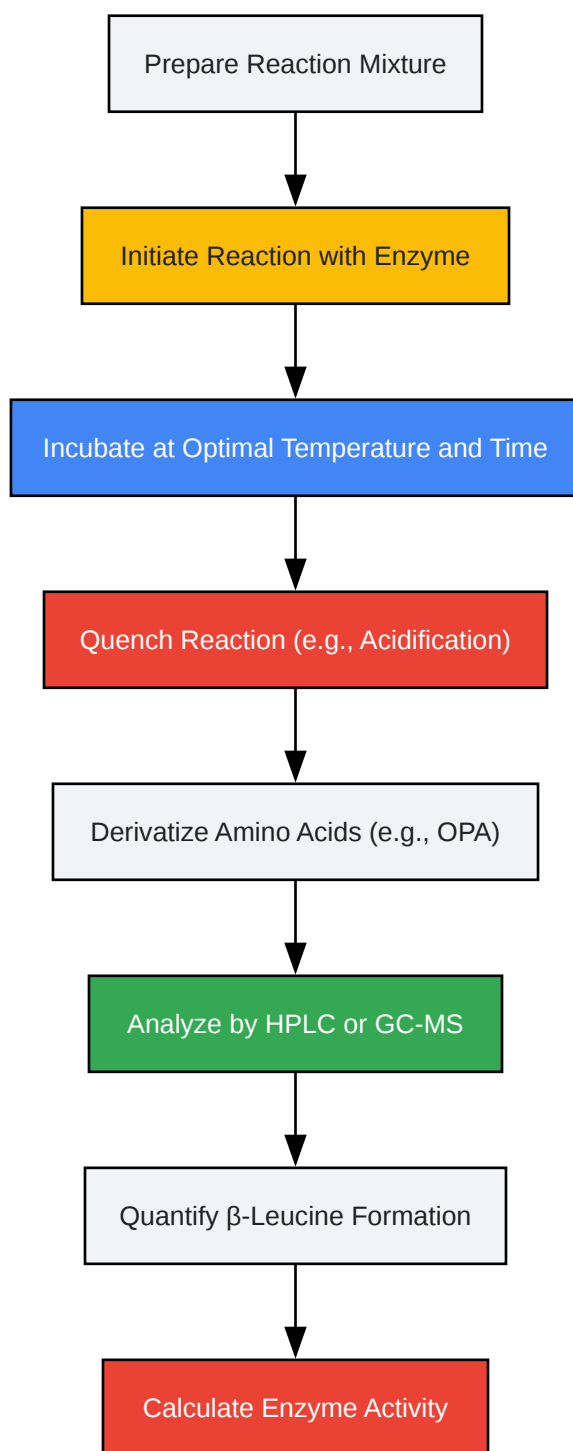 Prepare Reaction Mixture
Initiate Reaction with Enzyme
Incubate at Optimal Temperature and Time
Quench Reaction (e.g., Acidification)
Derivatize Amino Acids (e.g., OPA)
Analyze by HPLC or GC-MS
Quantify β-Leucine Formation
Calculate Enzyme Activity